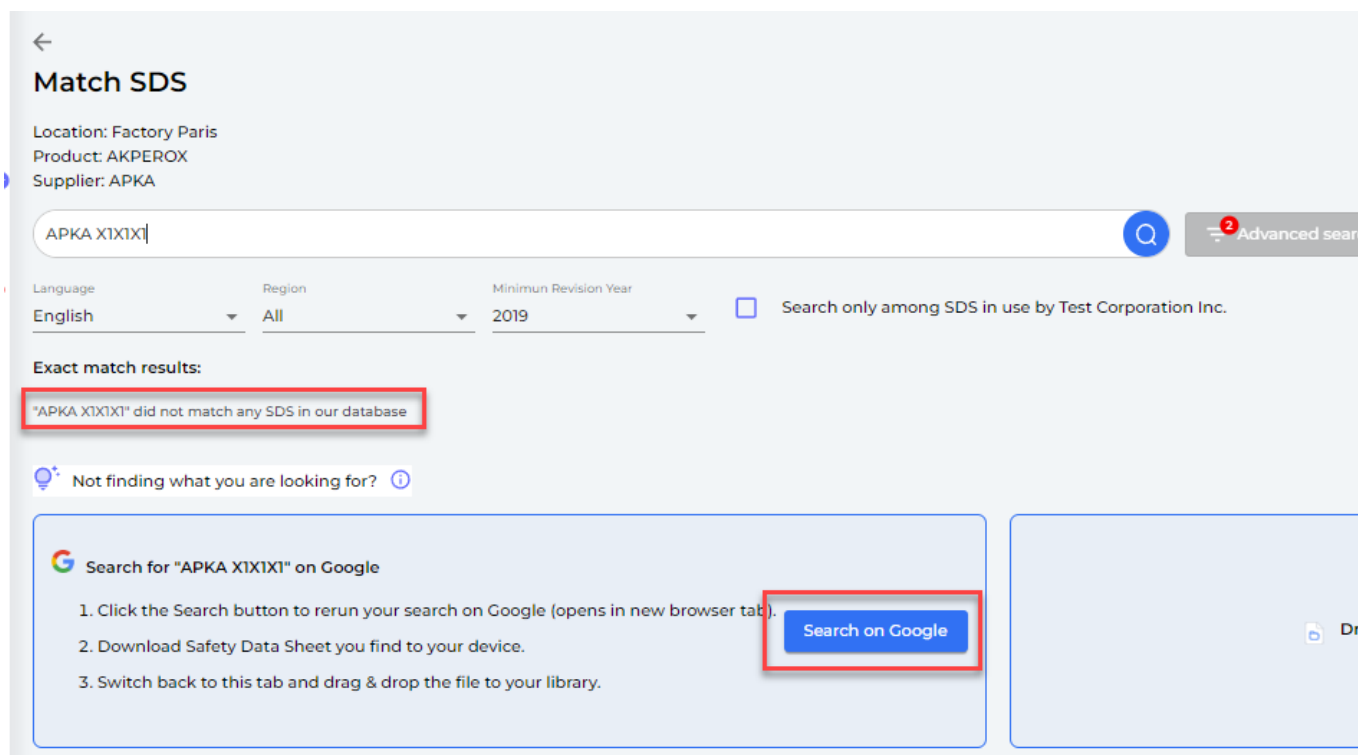 Match SDS
Location: Factory Paris
Product: AKPEROX
Supplier: APKA
APKA X1X1X1
2
Advanced sear
Language
Region
Minimun Revision Year
English
All
2019
Search only among SDS in use by Test Corporation Inc.
Exact match results:
"APKA X1X1X1" did not match any SDS in our database
Not finding what you are looking for?
Search for "APKA X1X1X1" on Google
1. Click the Search button to rerun your search on Google (opens in new browser tab).
Search on Google
2. Download Safety Data Sheet you find to your device.
3. Switch back to this tab and drag & drop the file to your library.
Dr